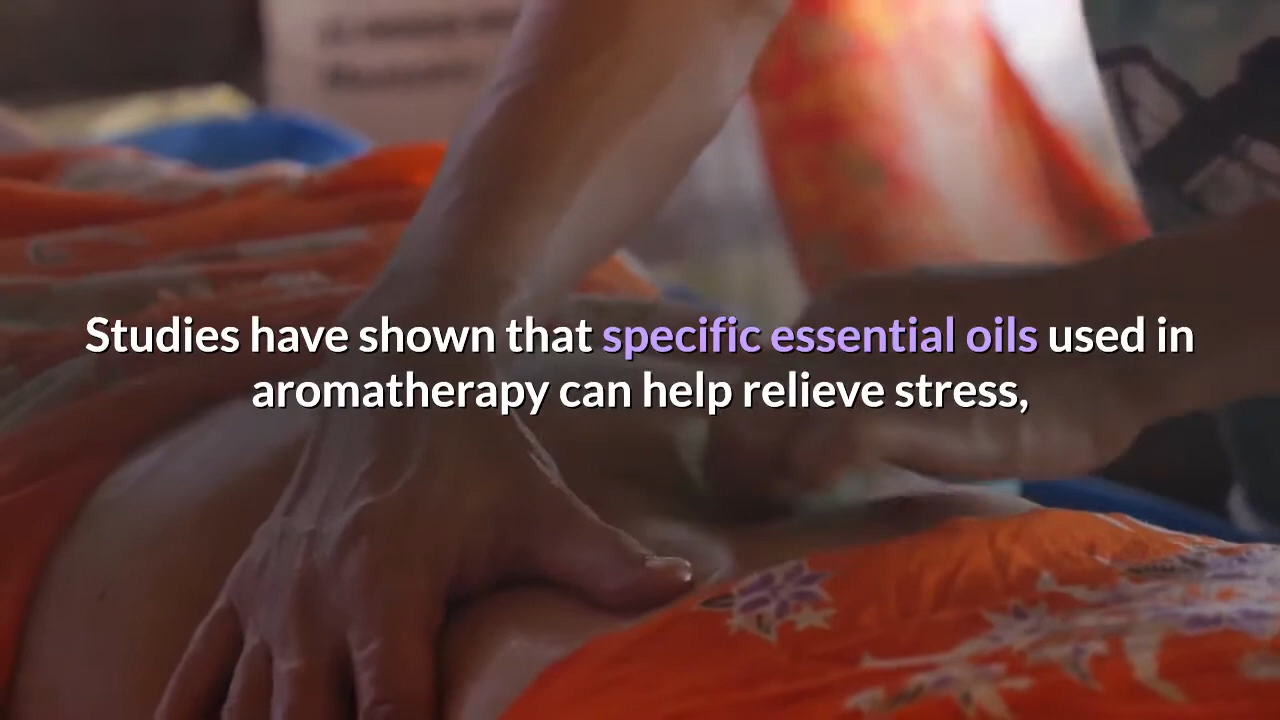 Studies have shown that specific essential oils used in
aromatherapy can help relieve stress,